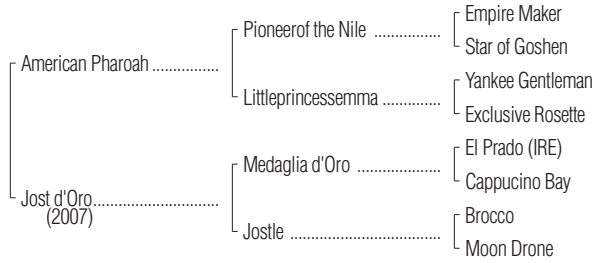 Empire Maker
Pioneerof the Nile ................
Star of Goshen
American Pharoah ................
Yankee Gentleman
Littleprincessemma ..............
Exclusive Rosette
El Prado (IRE)
Medaglia d'Oro ....................
Cappucino Bay
Jost d'Oro..............................
(2007)
Brocco
Jostle ....................................
Moon Drone